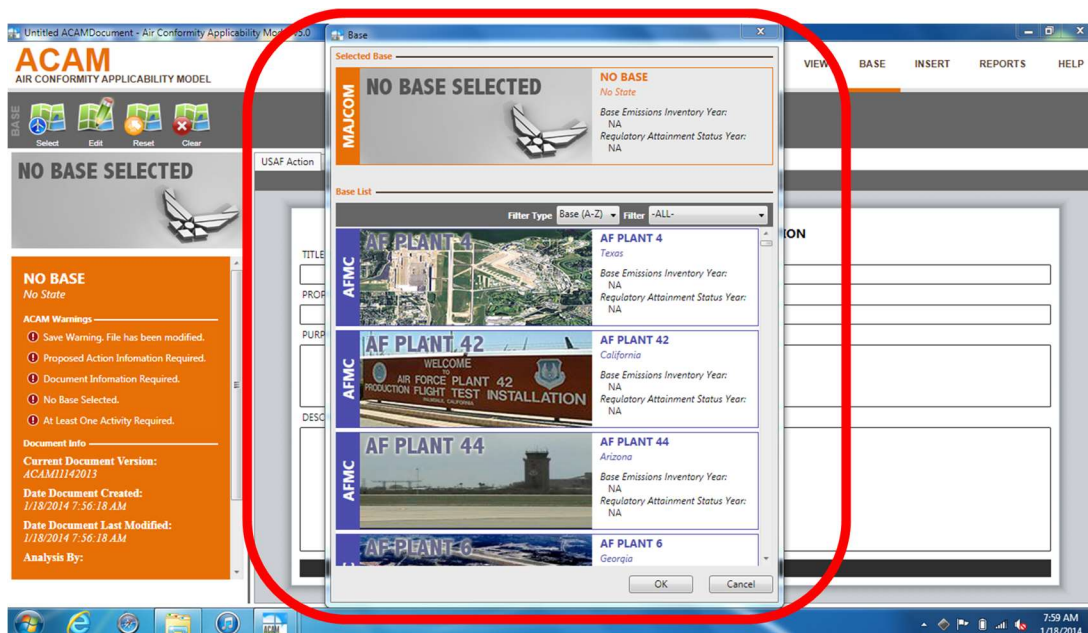 Untitled ACAMDocument - Air Conformity Applicability Mod
5.0
Base
X
ACAM
AIR CONFORMITY APPLICABILITY MODEL
VIEW
BASE
INSERT
REPORTS
HELP
BASE
Select
Edit
Reset
Clear
NO BASE SELECTED
NO BASE
No State
ACAM Warnings
Save Warning. File has been modified.
Proposed Action Infomation Required.
Document Infomation Required.
No Base Selected.
At Least One Activity Required.
Document Info
Current Document Version:
ACAM11142013
Date Document Created:
1/18/2014 7:56:18 AM
Date Document Last Modified:
1/18/2014 7:56:18 AM
Analysis By:
USAF Action
ION
TITLE
PROP
PURP
DESC
Selected Base
MAJCOM
NO BASE SELECTED
NO BASE
No State
Base Emissions Inventory Year:
NA
Regulatory Attainment Status Year:
NA
Base List
Filter Type Base (A-Z) Filter -ALL-
AFMC
AF PLANT 4
AF PLANT 4
Texas
Base Emissions Inventory Year:
NA
Regulatory Attainment Status Year:
NA
AFMC
AF PLANT 42
WELCOME
TO
AIR FORCE PLANT 42
PRODUCTION FLIGHT TEST INSTALLATION
PALMDALE, CALIFORNIA
AF PLANT 42
California
Base Emissions Inventory Year:
NA
Regulatory Attainment Status Year:
NA
AFMC
AF PLANT 44
AF PLANT 44
Arizona
Base Emissions Inventory Year:
NA
Regulatory Attainment Status Year:
NA
AF PLANT 6
AF PLANT 6
Georgia
OK
Cancel
ACAM
7:59 AM
1/18/2014